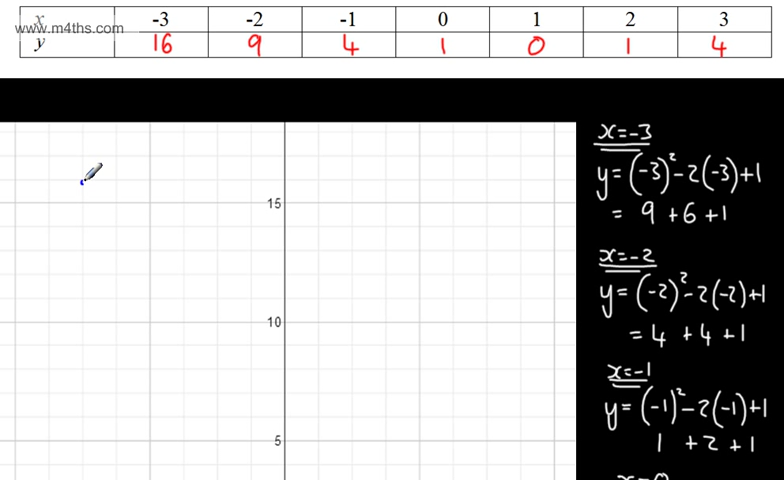 x -3 -2 -1 0 1 2 3
www.m4ths.com
y 16 9 4 1 0 1 4
15
10
5
x=-3
y=(-3)²-2(-3)+1
= 9+6+1
x=-2
y=(-2)²-2(-2)+1
=4+4+1
x=-1
y=(-1)²-2(-1)+1
1 +2+1
x=0